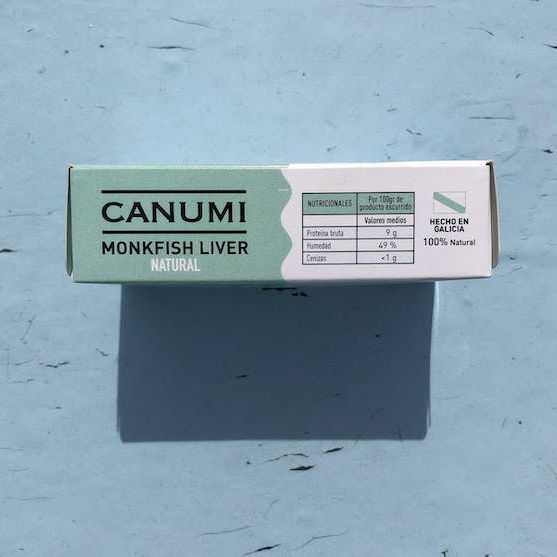 CANUMI
MONKFISH LIVER
NATURAL
NUTRICIONALES
Por 100gr de
producto escurrido
Valores medios
Proteína bruta 9 g
Humedad 49 %
Cenizas <1 g
HECHO EN
GALICIA
100% Natural